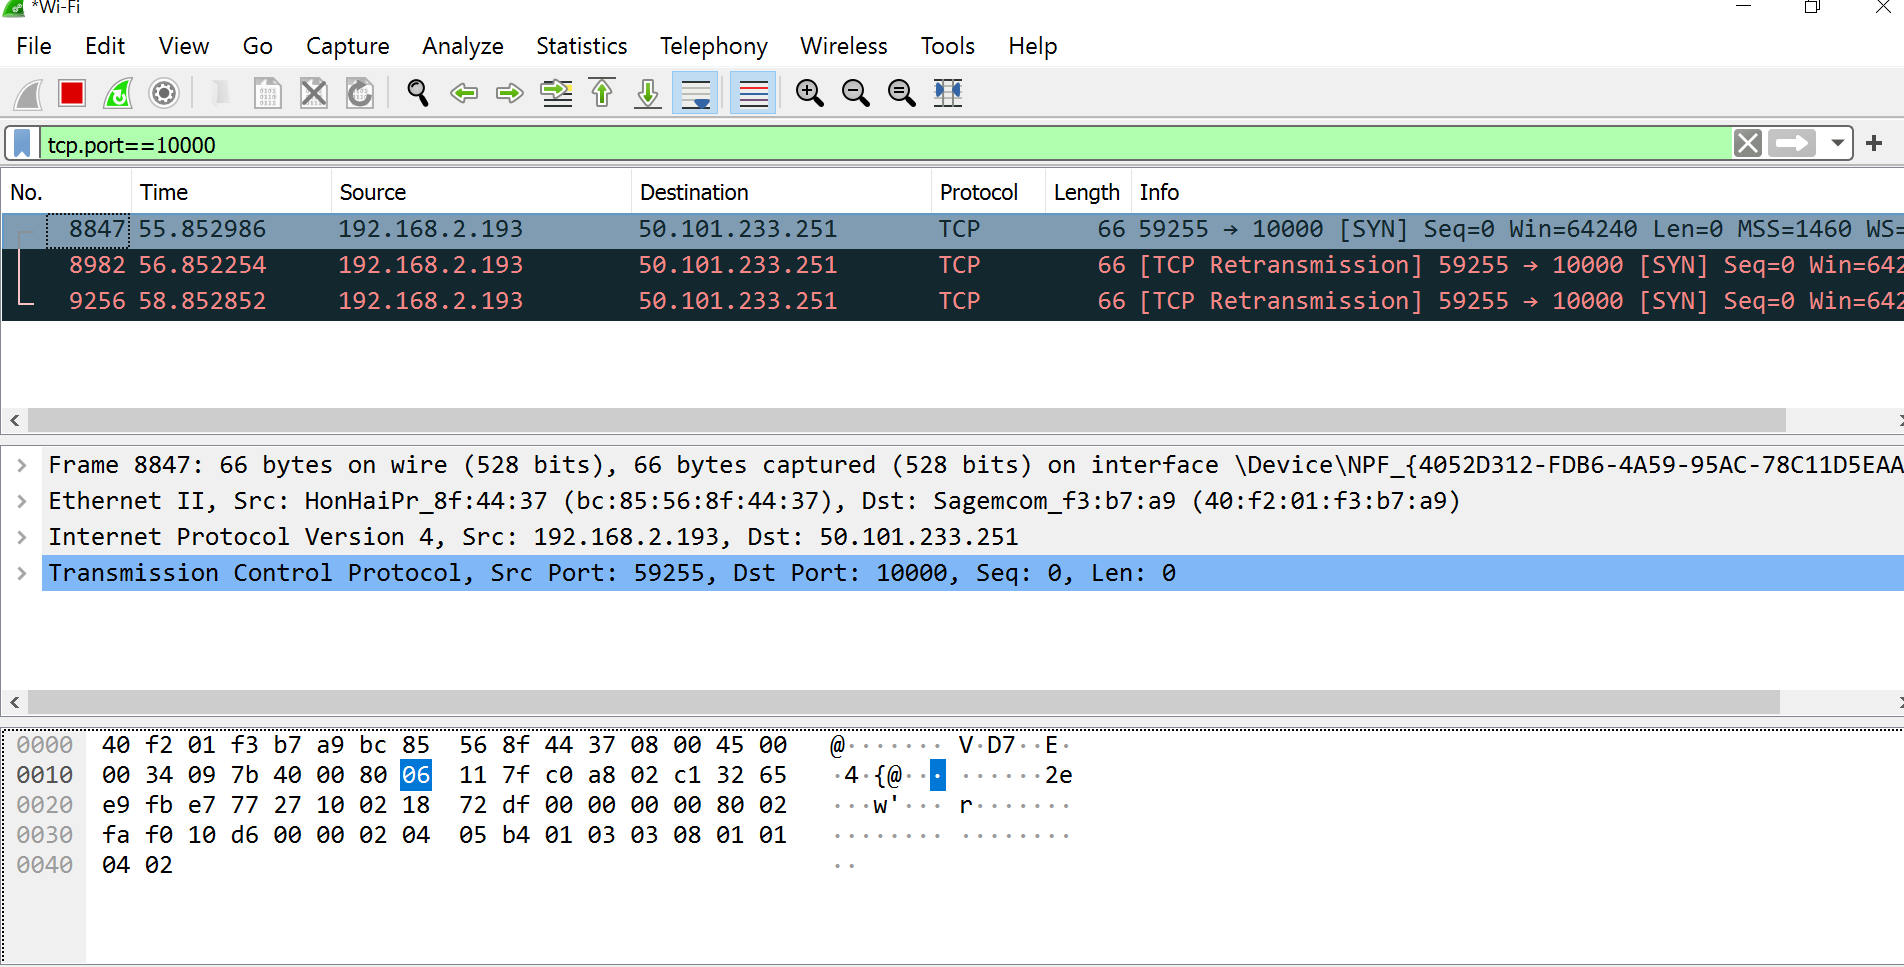 *Wi-Fi
File Edit View Go Capture Analyze Statistics Telephony Wireless Tools Help
tcp.port==10000
No. Time Source Destination Protocol Length Info
8847 55.852986 192.168.2.193 50.101.233.251 TCP 66 59255 → 10000 [SYN] Seq=0 Win=64240 Len=0 MSS=1460 WS=
8982 56.852254 192.168.2.193 50.101.233.251 TCP 66 [TCP Retransmission] 59255 → 10000 [SYN] Seq=0 Win=642
9256 58.852852 192.168.2.193 50.101.233.251 TCP 66 [TCP Retransmission] 59255 → 10000 [SYN] Seq=0 Win=642
Frame 8847: 66 bytes on wire (528 bits), 66 bytes captured (528 bits) on interface \Device\NPF_{4052D312-FDB6-4A59-95AC-78C11D5EAA
Ethernet II, Src: HonHaiPr_8f:44:37 (bc:85:56:8f:44:37), Dst: Sagemcom_f3:b7:a9 (40:f2:01:f3:b7:a9)
Internet Protocol Version 4, Src: 192.168.2.193, Dst: 50.101.233.251
Transmission Control Protocol, Src Port: 59255, Dst Port: 10000, Seq: 0, Len: 0
0000 40 f2 01 f3 b7 a9 bc 85 56 8f 44 37 08 00 45 00 @······· V·D7··E·
0010 00 34 09 7b 40 00 80 06 11 7f c0 a8 02 c1 32 65 ·4·{@··· ······2e
0020 e9 fb e7 77 27 10 02 18 72 df 00 00 00 00 80 02 ···w'··· r·······
0030 fa f0 10 d6 00 00 02 04 05 b4 01 03 03 08 01 01 ········ ········
0040 04 02 ··